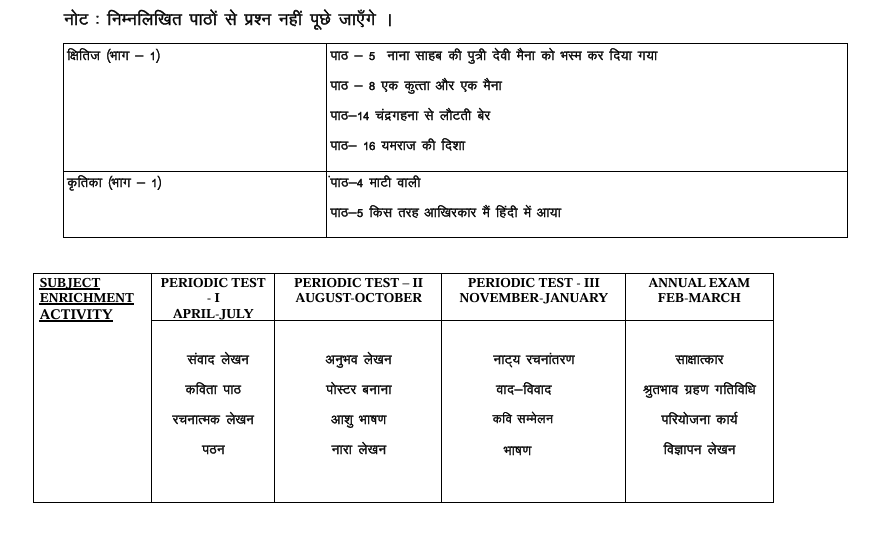 नोट : निम्नलिखित पाठों से प्रश्न नहीं पूछे जाएँगे ।
क्षितिज (भाग – 1)
पाठ – 5 नाना साहब की पुत्री देवी मैना को भस्म कर दिया गया
पाठ – 8 एक कुत्ता और एक मैना
पाठ–14 चंद्रगहना से लौटती बेर
पाठ– 16 यमराज की दिशा
कृतिका (भाग – 1)
पाठ–4 माटी वाली
पाठ–5 किस तरह आखिरकार मैं हिंदी में आया
SUBJECT
ENRICHMENT
ACTIVITY
PERIODIC TEST
- I
APRIL-JULY
PERIODIC TEST – II
AUGUST-OCTOBER
PERIODIC TEST - III
NOVEMBER-JANUARY
ANNUAL EXAM
FEB-MARCH
संवाद लेखन
कविता पाठ
रचनात्मक लेखन
पठन
अनुभव लेखन
पोस्टर बनाना
आशु भाषण
नारा लेखन
नाट्य रचनांतरण
वाद–विवाद
कवि सम्मेलन
भाषण
साक्षात्कार
श्रुतभाव ग्रहण गतिविधि
परियोजना कार्य
विज्ञापन लेखन